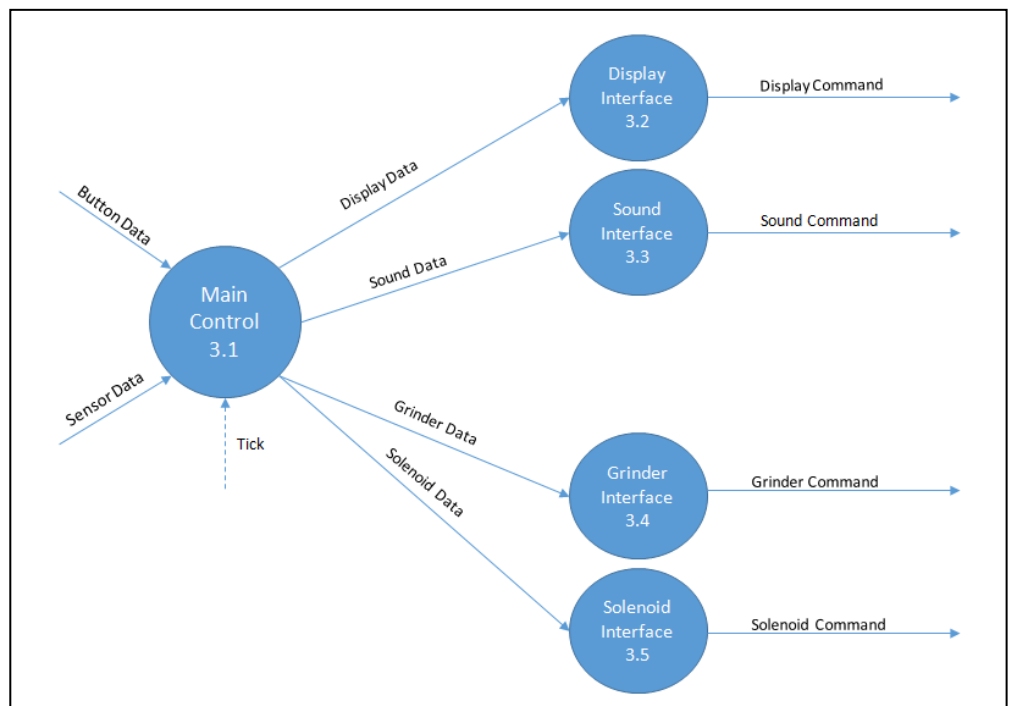 Display
Interface
3.2
Display Command
Display Data
Button Data
Sound
Interface
3.3
Sound Command
Sound Data
Main
Control
3.1
Sensor Data
Tick
Grinder Data
Solenoid Data
Grinder
Interface
3.4
Grinder Command
Solenoid
Interface
3.5
Solenoid Command